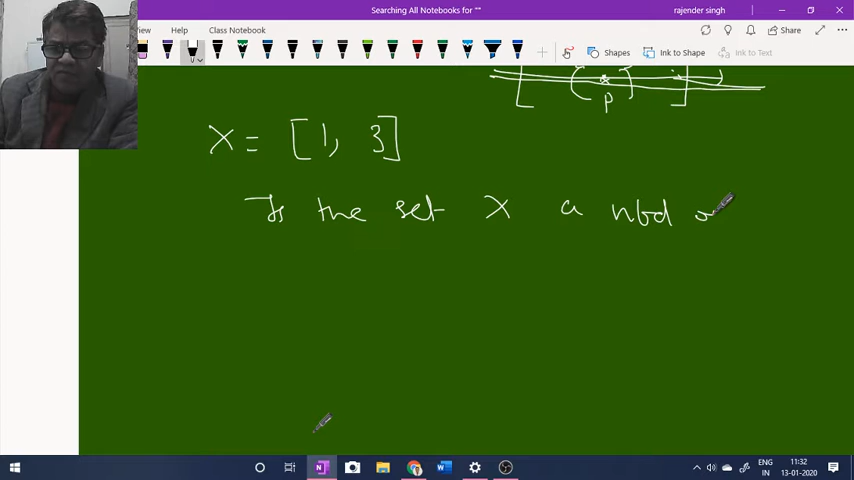 Searching All Notebooks for ""
rajender singh
View Help Class Notebook
Share
Shapes Ink to Shape Ink to Text
p
X = [1, 3]
Is the set X a nbd o
ENG 11:32
IN 13-01-2020